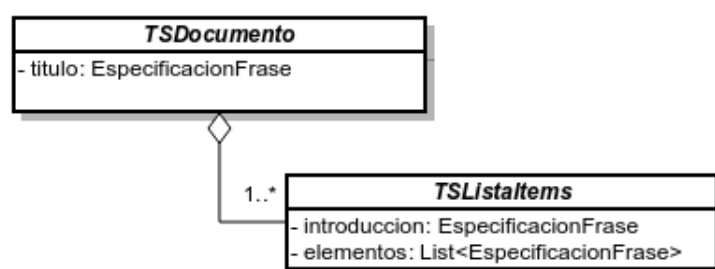 TSDocumento
- titulo: EspecificacionFrase
1..*
TSListaItems
- introduccion: EspecificacionFrase
- elementos: List<EspecificacionFrase>